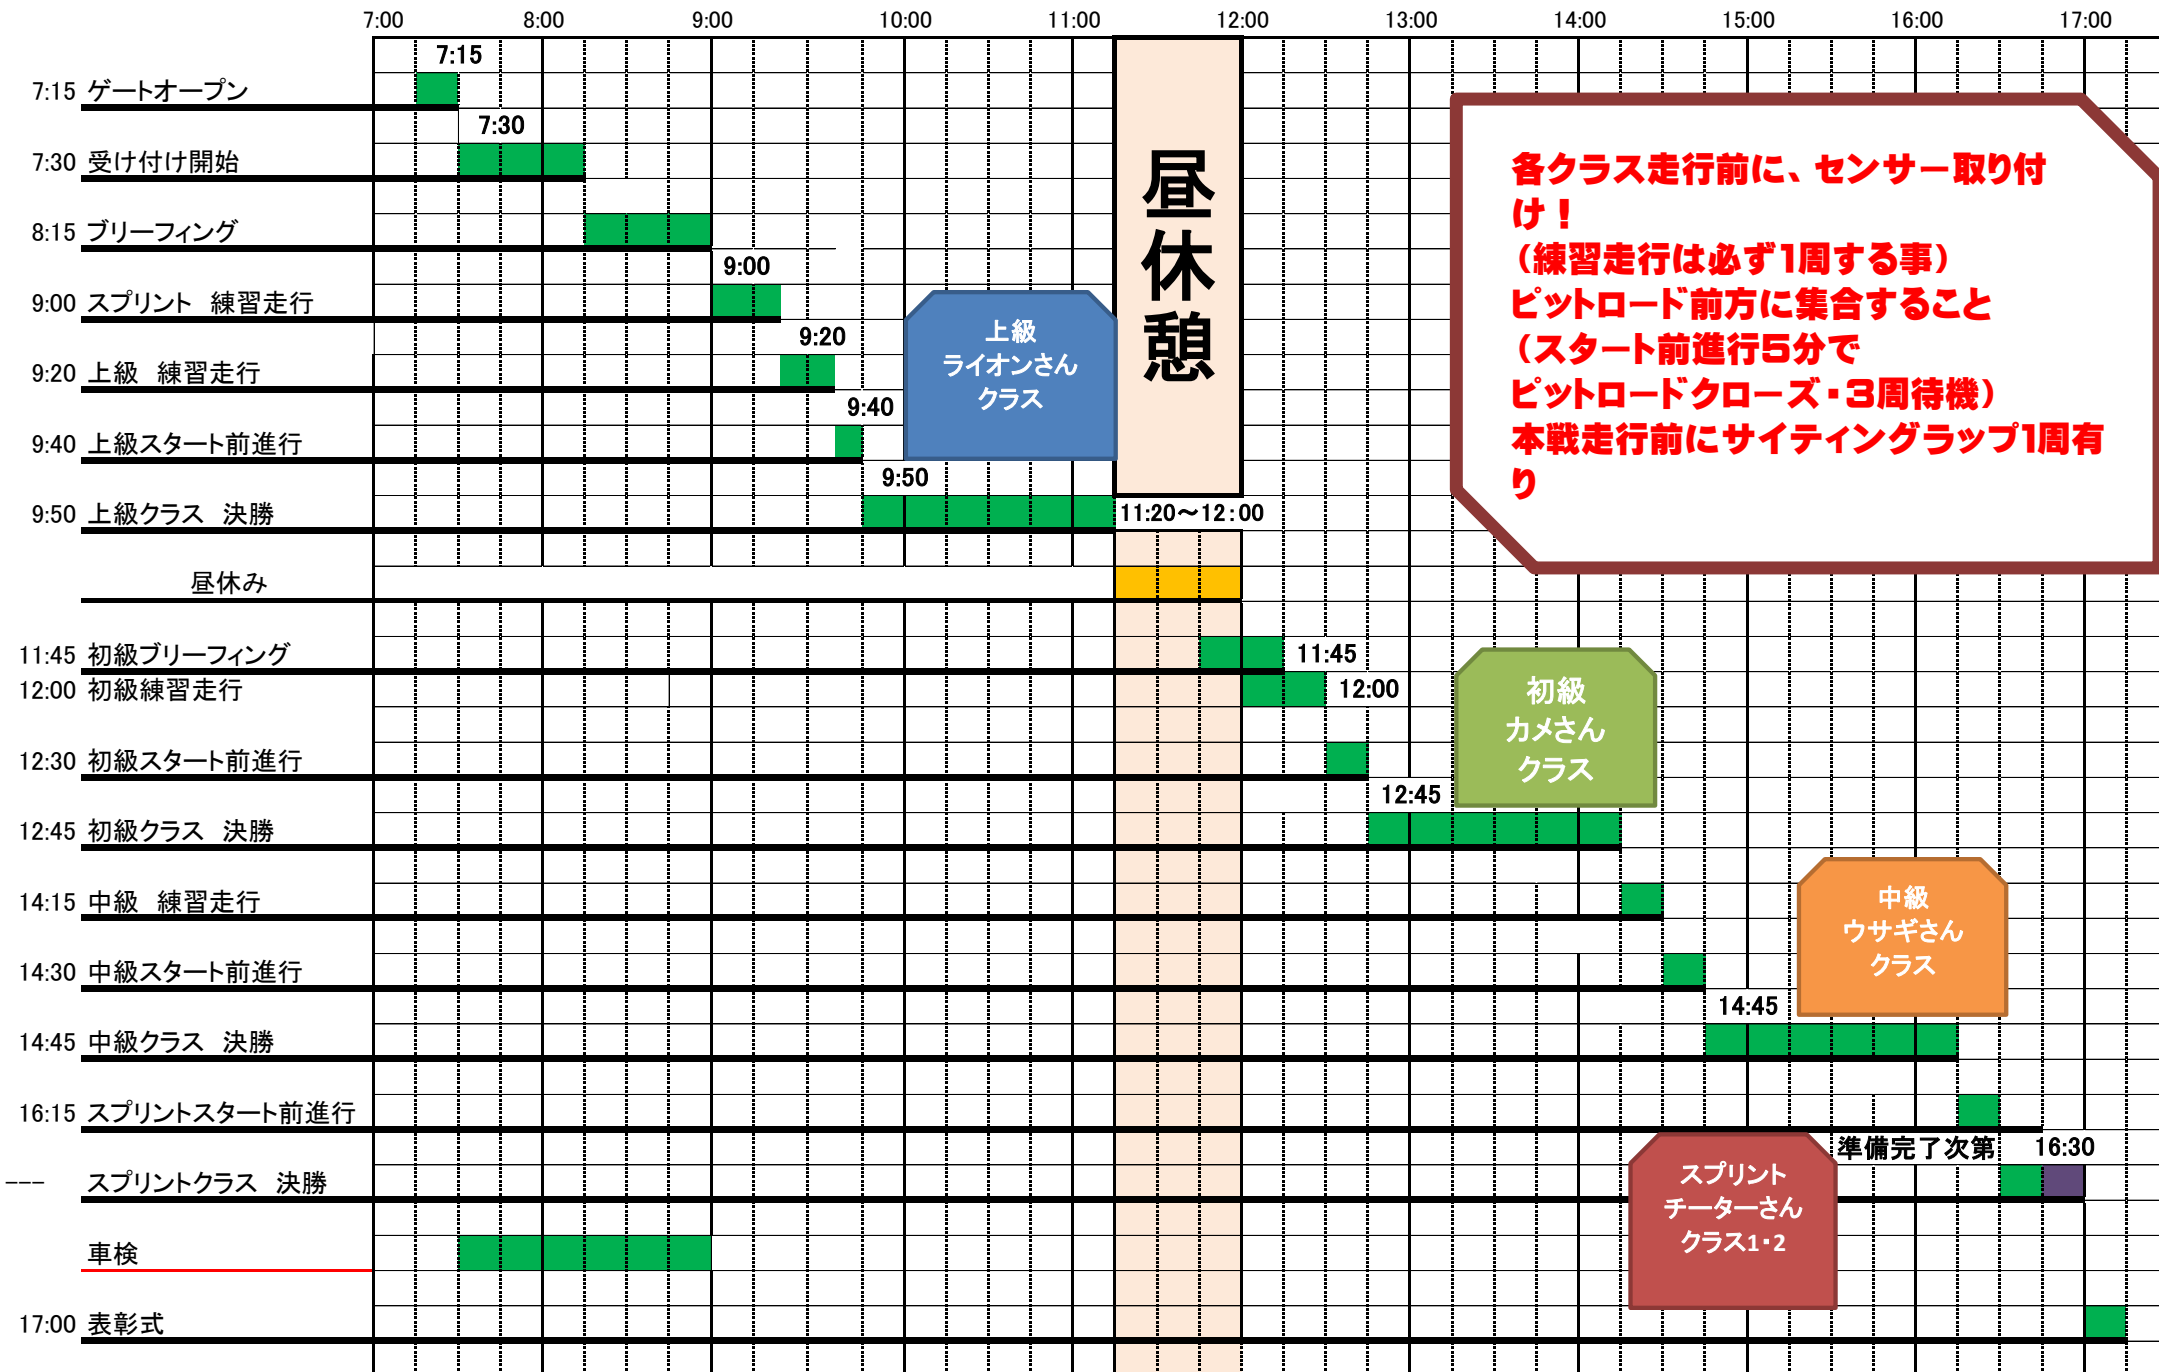 7:00 8:00 9:00 10:00 11:00 12:00 13:00 14:00 15:00 16:00 17:00
7:15
7:15 ゲートオープン
7:30
7:30 受け付け開始
8:15 ブリーフィング
9:00
9:00 スプリント 練習走行
9:20
9:20 上級 練習走行
9:40
9:40 上級スタート前進行
9:50
9:50 上級クラス 決勝
上級
ライオンさん
クラス
昼休憩
11:20～12:00
各クラス走行前に、センサー取り付
け！
（練習走行は必ず1周する事）
ピットロード前方に集合すること
（スタート前進行5分で
ピットロードクローズ・3周待機）
本戦走行前にサイティングラップ1周有
り
昼休み
11:45 初級ブリーフィング
11:45
12:00 初級練習走行
12:00
初級
カメさん
クラス
12:30 初級スタート前進行
12:45
12:45 初級クラス 決勝
14:15 中級 練習走行
中級
ウサギさん
クラス
14:30 中級スタート前進行
14:45
14:45 中級クラス 決勝
16:15 スプリントスタート前進行
準備完了次第 16:30
--- スプリントクラス 決勝
スプリント
チーターさん
クラス1・2
車検
17:00 表彰式